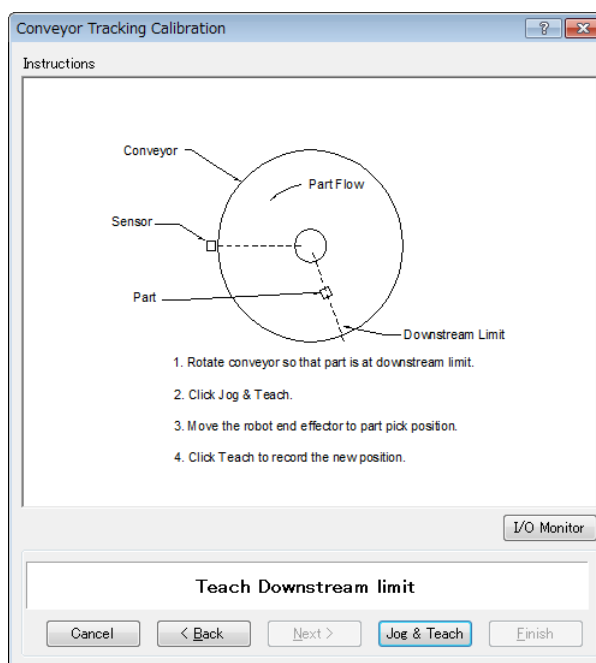 Conveyor Tracking Calibration
Instructions
Conveyor
Part Flow
Sensor
Part
Downstream Limit
1. Rotate conveyor so that part is at downstream limit.
2. Click Jog & Teach.
3. Move the robot end effector to part pick position.
4. Click Teach to record the new position.
I/O Monitor
Teach Downstream limit
Cancel
< Back
Next >
Jog & Teach
Finish